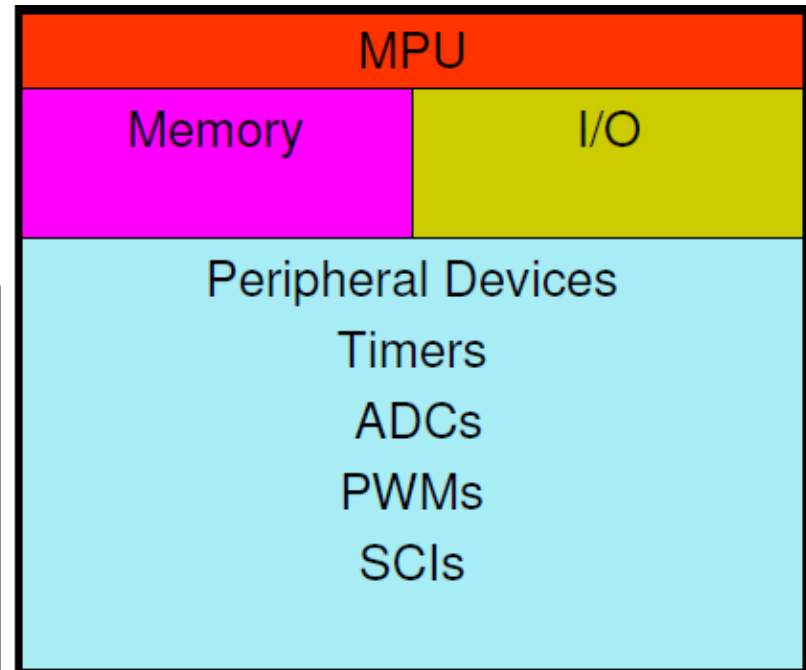 MPU
Memory I/O
Peripheral Devices
Timers
ADCs
PWMs
SCIs